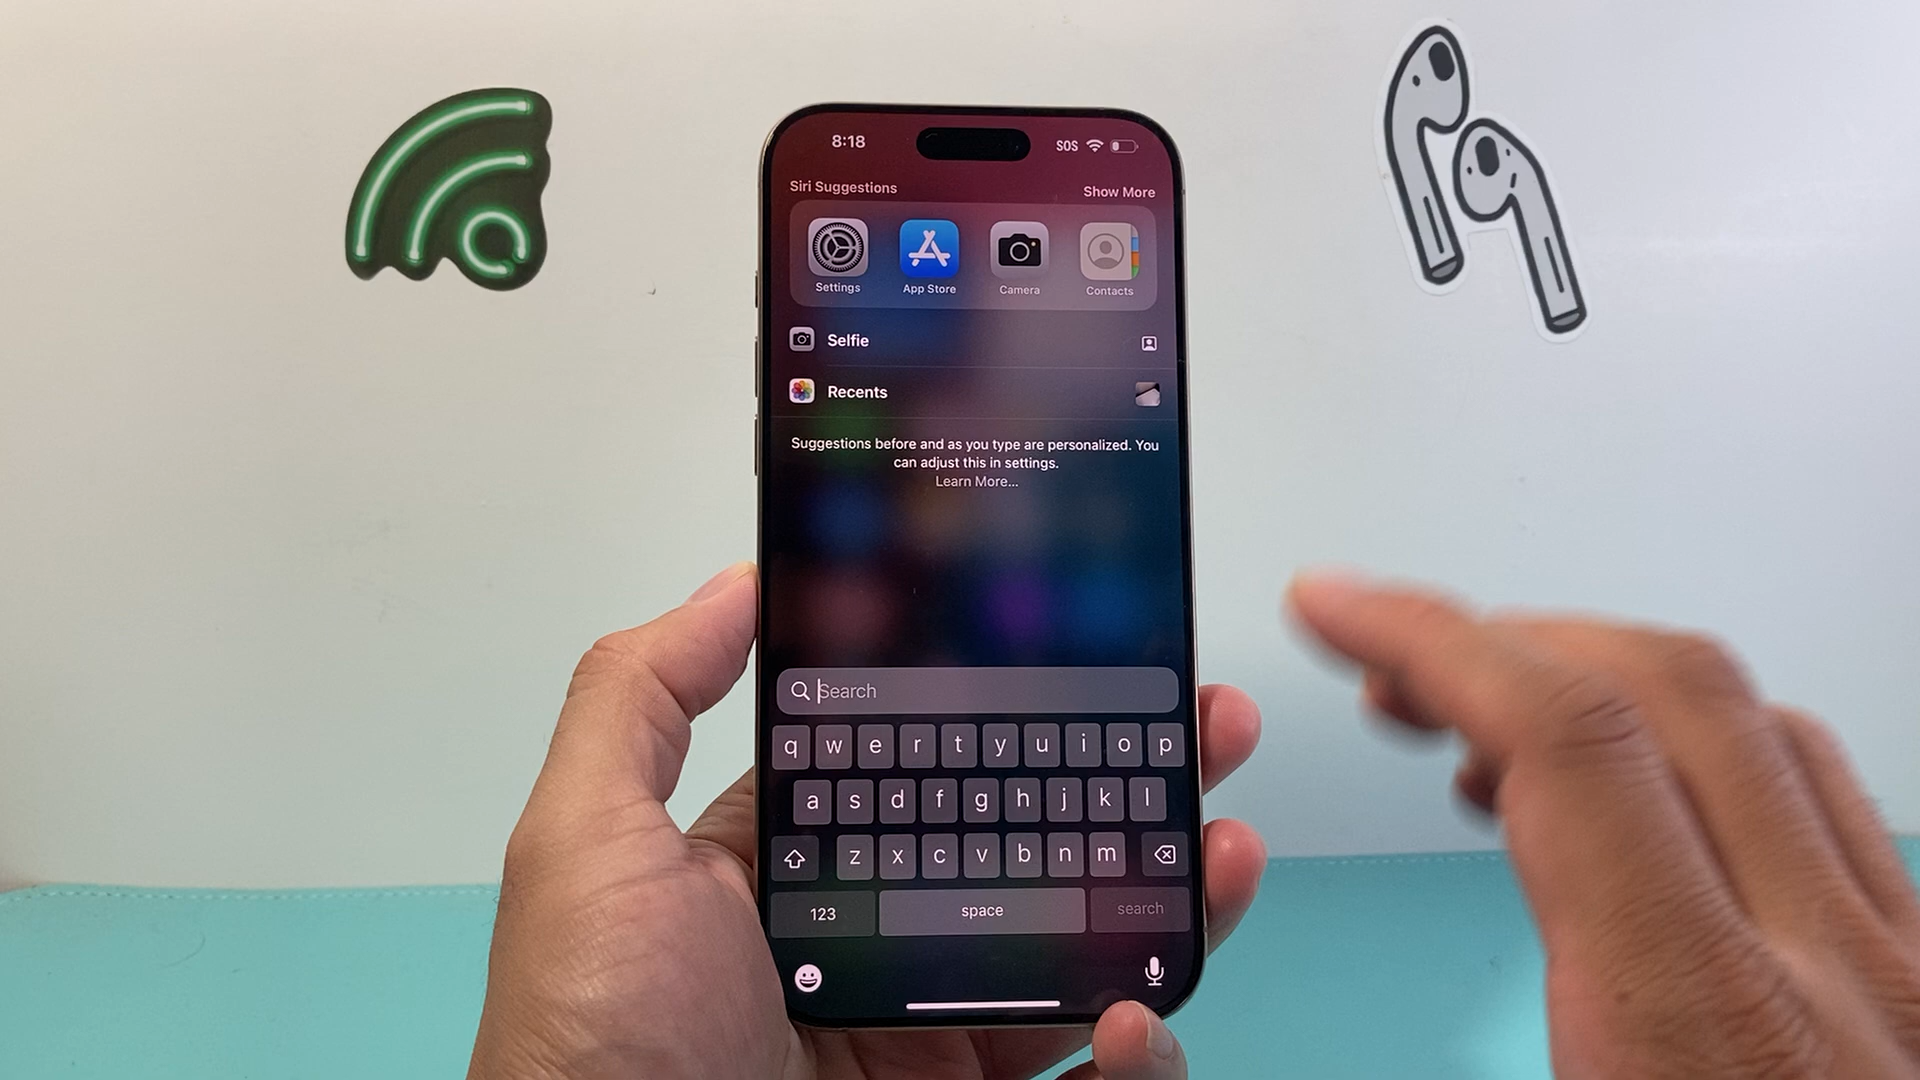 8:18
SOS
Siri Suggestions
Show More
Settings
App Store
Camera
Contacts
Selfie
Recents
Suggestions before and as you type are personalized. You
can adjust this in settings.
Learn More...
Search
q w e r t y u i o p
a s d f g h j k l
z x c v b n m
123 space search